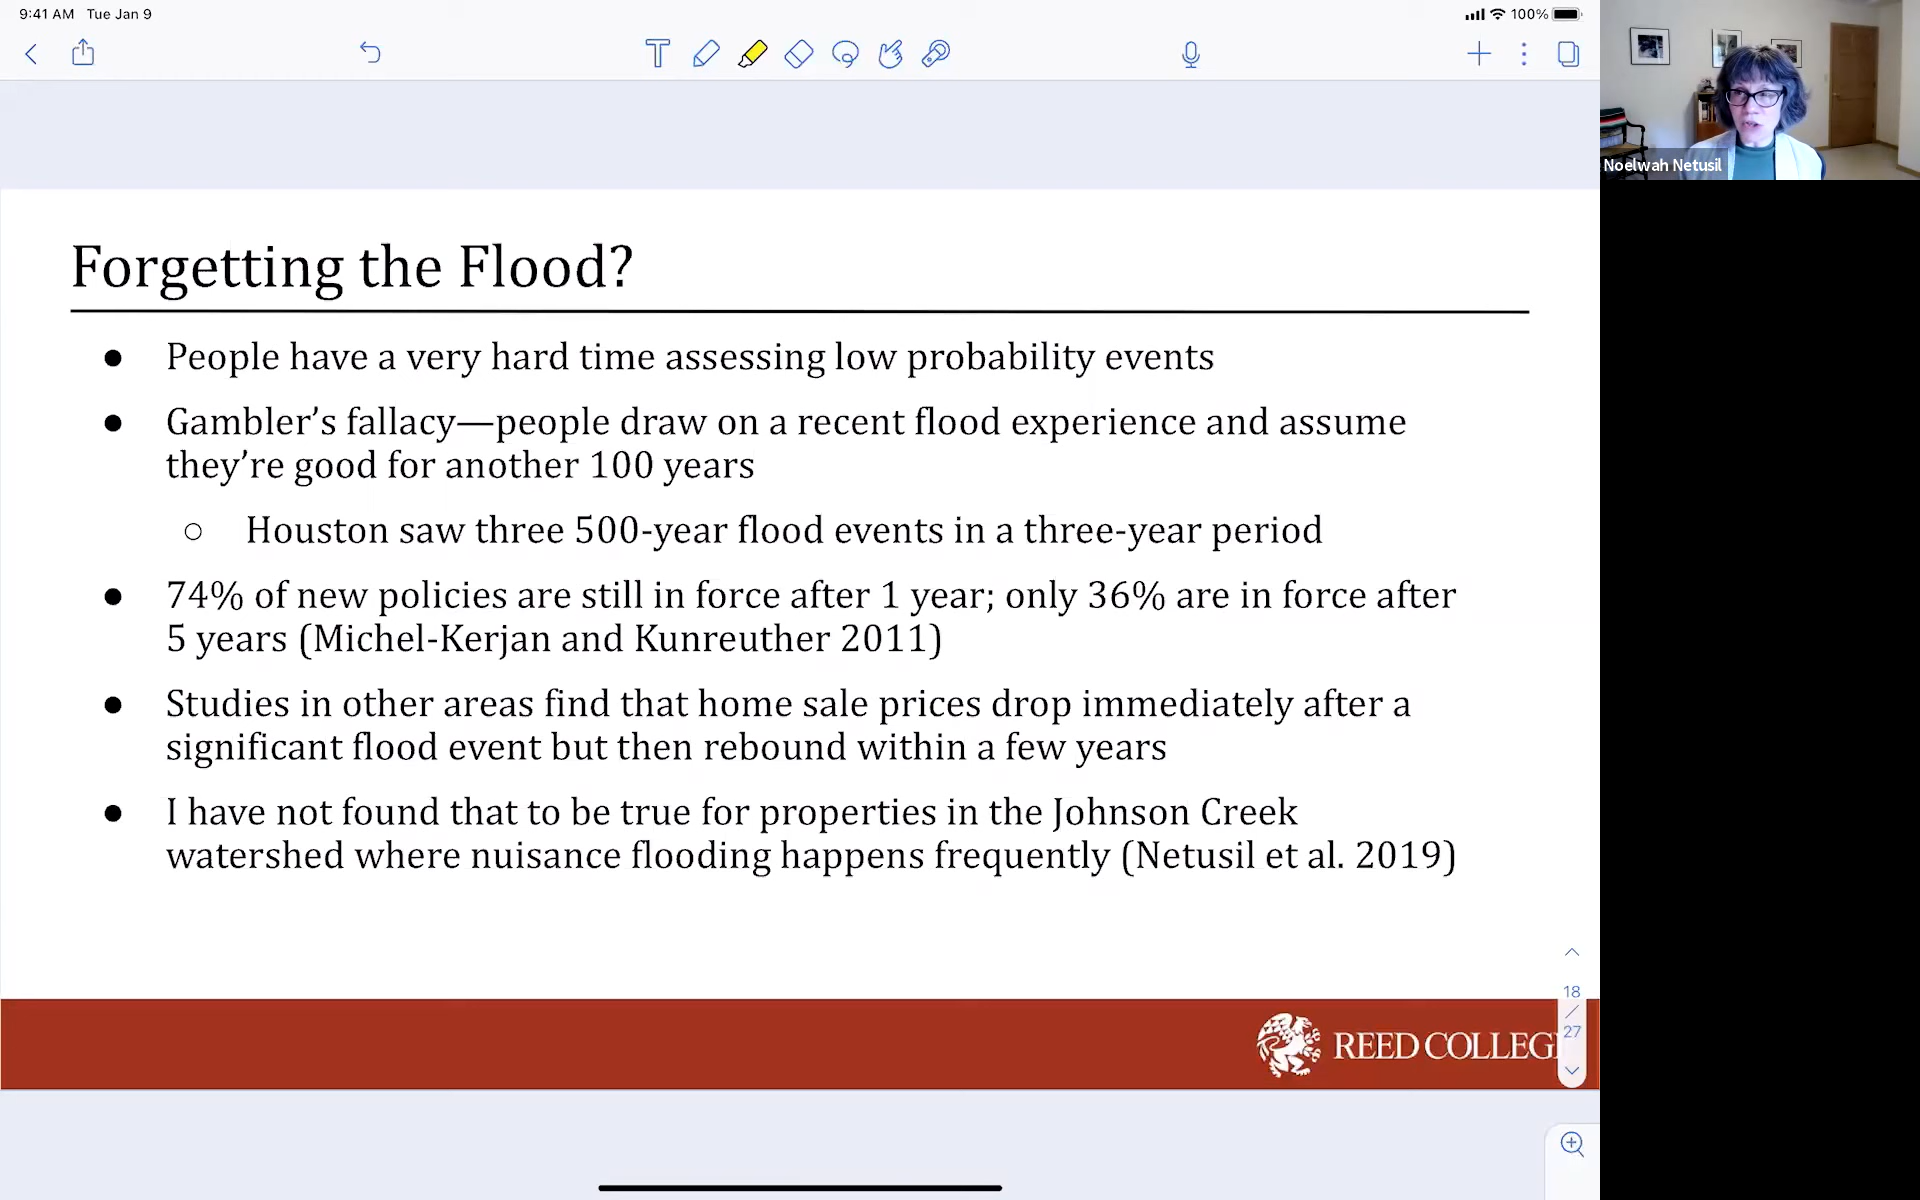 9:41 AM Tue Jan 9
100%
Noelwah Netusil
Forgetting the Flood?
● People have a very hard time assessing low probability events
● Gambler’s fallacy—people draw on a recent flood experience and assume
they’re good for another 100 years
○ Houston saw three 500-year flood events in a three-year period
● 74% of new policies are still in force after 1 year; only 36% are in force after
5 years (Michel-Kerjan and Kunreuther 2011)
● Studies in other areas find that home sale prices drop immediately after a
significant flood event but then rebound within a few years
● I have not found that to be true for properties in the Johnson Creek
watershed where nuisance flooding happens frequently (Netusil et al. 2019)
18
/
27
REED COLLEGE